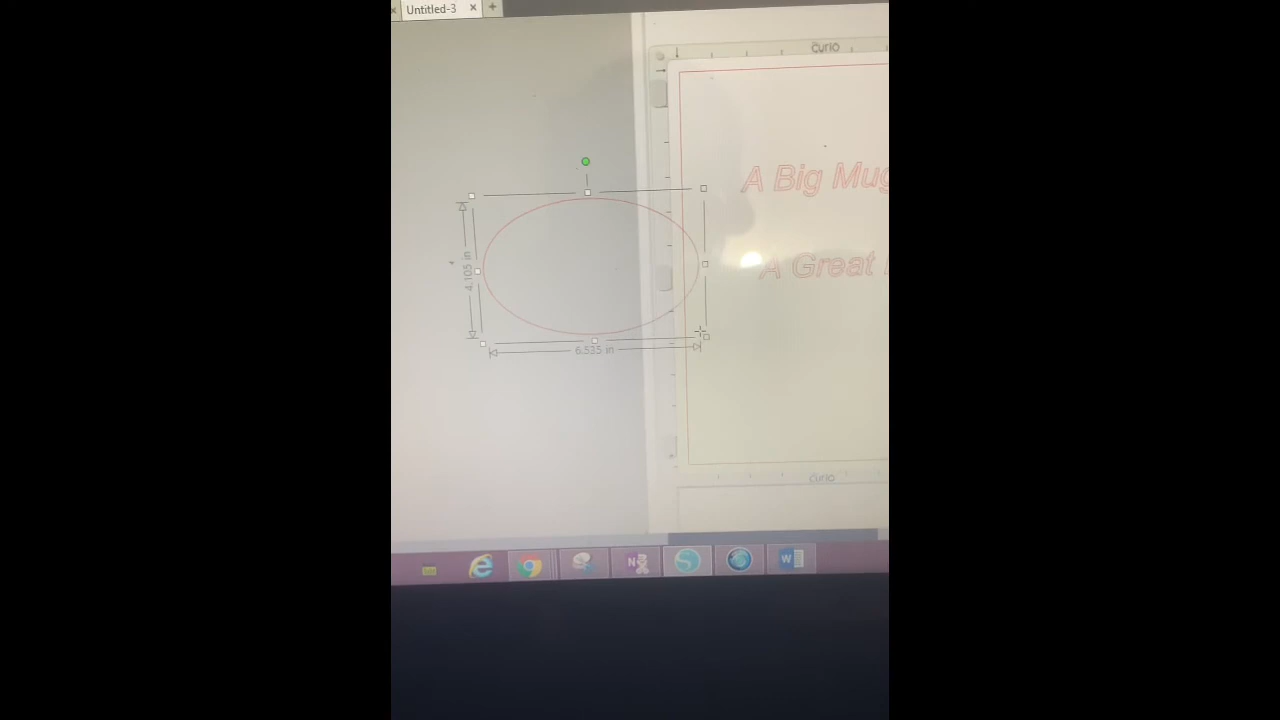 Untitled-3
curio
A Big Mug
A Great
4.105 in
6.535 in
curio
N
W